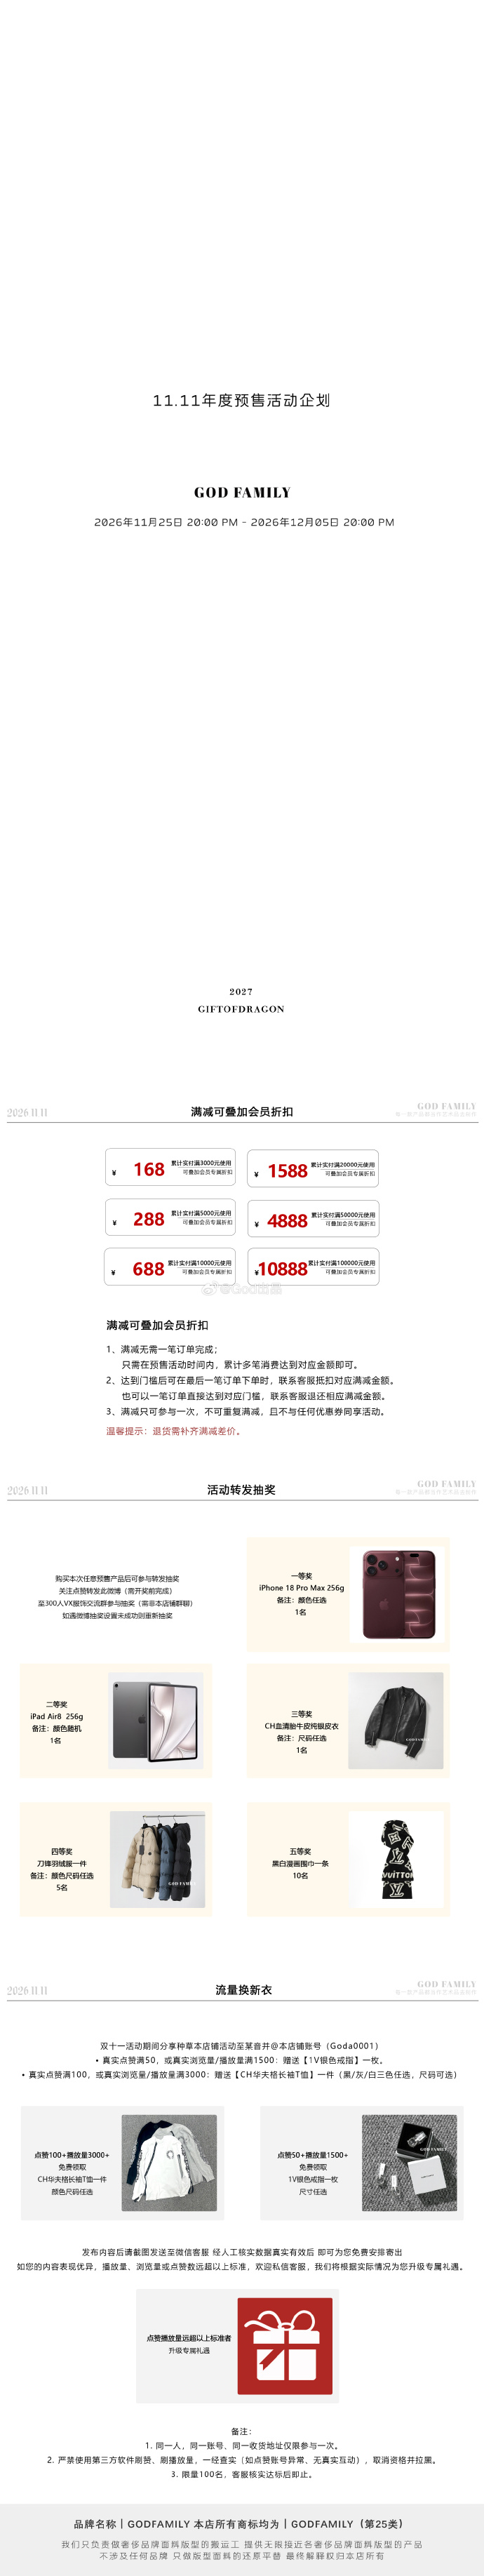 11.11年度预售活动企划
GOD FAMILY
2026年11月25日 20:00 PM - 2026年12月05日 20:00 PM
2027
GIFTOFDRAGON
2026.11.11
满减可叠加会员折扣
GOD FAMILY
¥ 168 累计实付满3000元使用
可叠加会员专属折扣
¥ 1588 累计实付满20000元使用
可叠加会员专属折扣
¥ 288 累计实付满5000元使用
可叠加会员专属折扣
¥ 4888 累计实付满50000元使用
可叠加会员专属折扣
¥ 688 累计实付满10000元使用
可叠加会员专属折扣
¥10888 累计实付满100000元使用
可叠加会员专属折扣
满减可叠加会员折扣
1、满减无需一笔订单完成；
只需在预售活动时间内，累计多笔消费达到对应金额即可。
2、达到门槛后可在最后一笔订单下单时，联系客服抵扣对应满减金额。
也可以一笔订单直接达到对应门槛，联系客服退还相应满减金额。
3、满减只可参与一次，不可重复满减，且不与任何优惠券同享活动。
温馨提示：退货需补齐满减差价。
2026.11.11
活动转发抽奖
GOD FAMILY
购买本次任意预售产品后可参与转发抽奖
关注点赞转发此微博（需开奖前完成）
至300人VX服饰交流群参与抽奖（需非本店铺群聊）
如遇微博抽奖设置未成功则重新抽奖
一等奖
iPhone 18 Pro Max 256g
备注：颜色任选
1名
二等奖
iPad Air8 256g
备注：颜色随机
1名
三等奖
CH血清胎牛皮纯银皮衣
备注：尺码任选
1名
GOD FAMILY
四等奖
刀锋羽绒服一件
备注：颜色尺码任选
5名
GOD FAMILY
五等奖
黑白漫画围巾一条
10名
VUITTON
2026.11.11
流量换新衣
GOD FAMILY
双十一活动期间分享种草本店铺活动至某音并@本店铺账号（Goda0001）
• 真实点赞满50，或真实浏览量/播放量满1500：赠送【1V银色戒指】一枚。
• 真实点赞满100，或真实浏览量/播放量满3000：赠送【CH华夫格长袖T恤】一件（黑/灰/白三色任选，尺码可选）
点赞100+播放量3000+
免费领取
CH华夫格长袖T恤一件
颜色尺码任选
点赞50+播放量1500+
免费领取
1V银色戒指一枚
尺寸任选
GOD FAMILY
发布内容后请截图发送至微信客服 经人工核实数据真实有效后 即可为您免费安排寄出
如您的内容表现优异，播放量、浏览量或点赞数远超以上标准，欢迎私信客服，我们将根据实际情况为您升级专属礼遇。
点赞播放量远超以上标准者
升级专属礼遇
备注：
1. 同一人，同一账号、同一收货地址仅限参与一次。
2. 严禁使用第三方软件刷赞、刷播放量，一经查实（如点赞账号异常、无真实互动），取消资格并拉黑。
3. 限量100名，客服核实达标后即止。
品牌名称｜GODFAMILY 本店所有商标均为｜GODFAMILY（第25类）
我们只负责做奢侈品牌面料版型的搬运工 提供无限接近各奢侈品牌面料版型的产品
不涉及任何品牌 只做版型面料的还原平替 最终解释权归本店所有